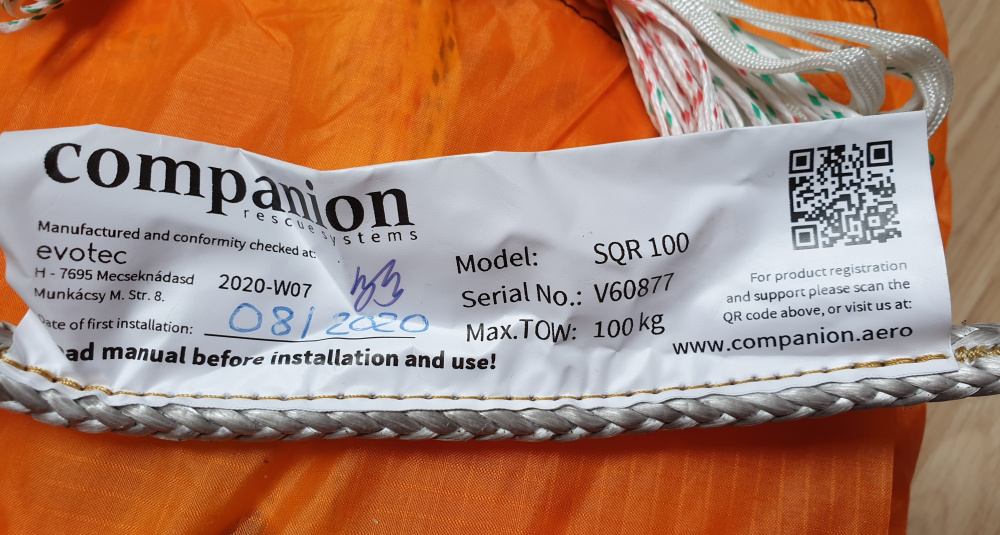 companion
rescue systems
Manufactured and conformity checked at:
evotec
H - 7695 Mecseknádasd
Munkácsy M. Str. 8.
2020-W07
Date of first installation: 08/2020
ad manual before installation and use!
Model: SQR 100
Serial No.: V60877
Max.TOW: 100 kg
For product registration
and support please scan the
QR code above, or visit us at:
www.companion.aero